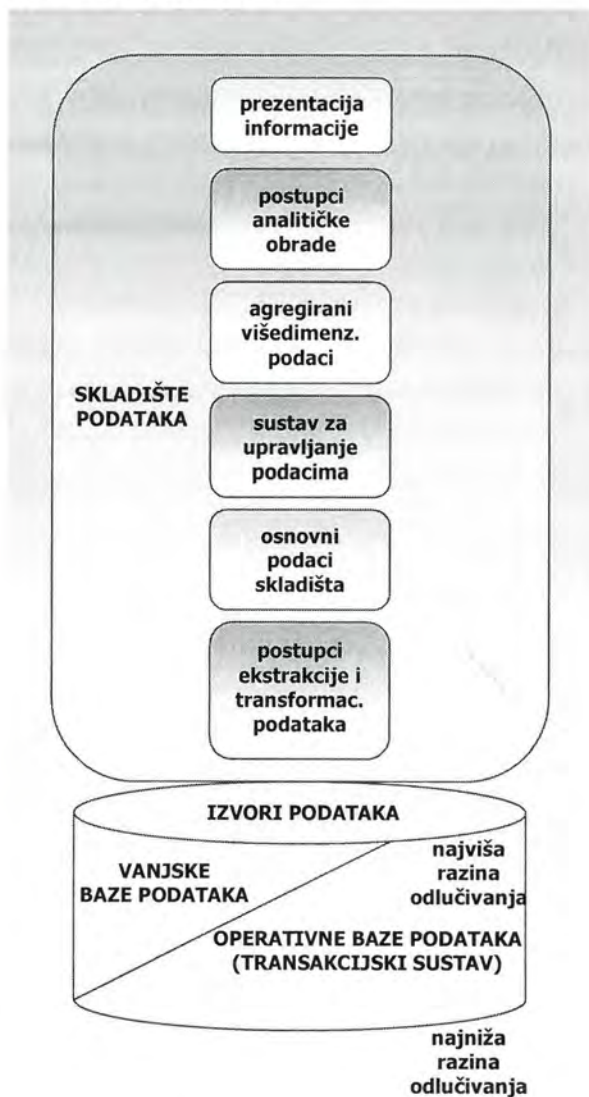 prezentacija
informacije
postupci
analitičke
obrade
agregirani
višedimenz.
podaci
SKLADIŠTE
PODATAKA
sustav za
upravljanje
podacima
osnovni
podaci
skladišta
postupci
ekstrakcije i
transformac.
podataka
IZVORI PODATAKA
VANJSKE
BAZE PODATAKA
najviša
razina
odlučivanja
OPERATIVNE BAZE PODATAKA
(TRANSAKCIJSKI SUSTAV)
najniža
razina
odlučivanja